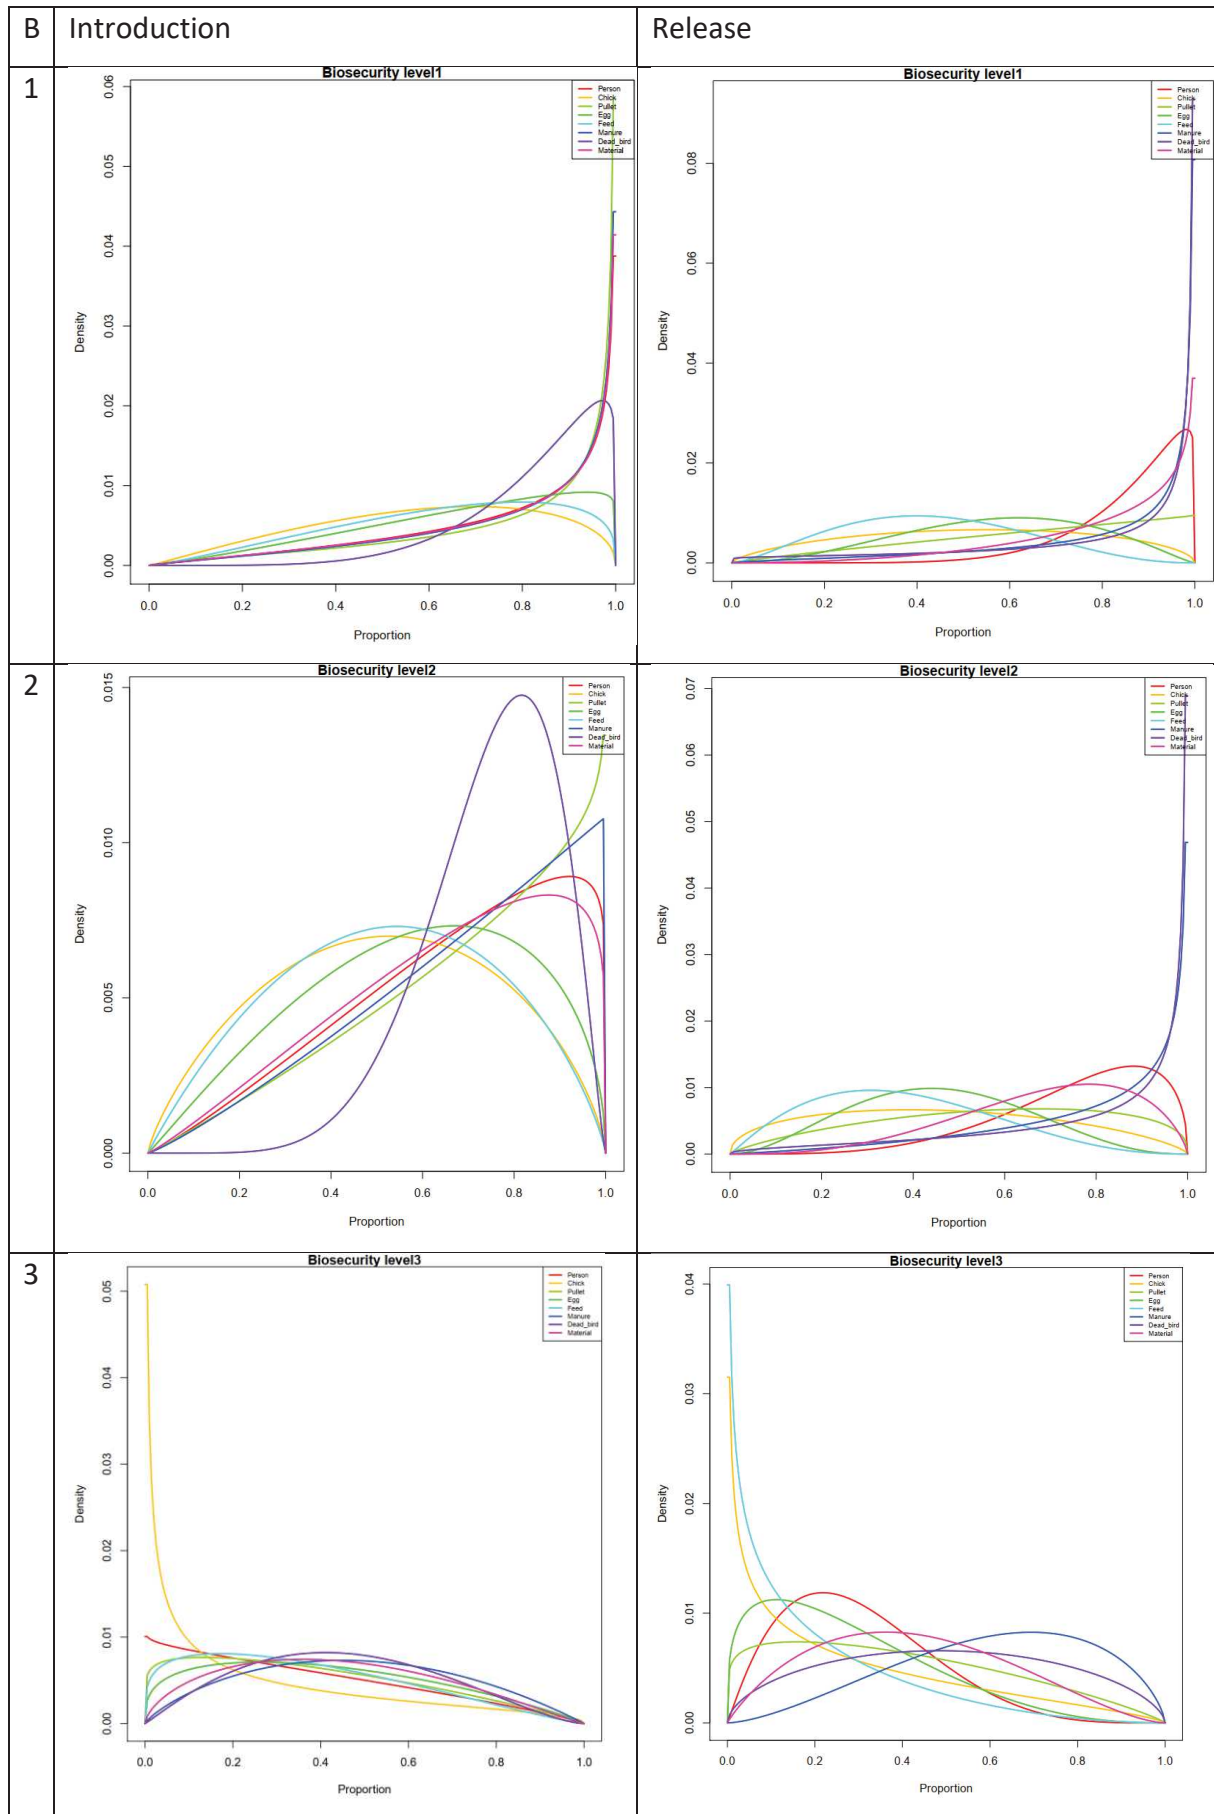 B Introduction Release
1
Biosecurity level1
Person
Chick
Pullet
Egg
Feed
Manure
Dead_bird
Material
Density
0.06
0.05
0.04
0.03
0.02
0.01
0.00
0.0 0.2 0.4 0.6 0.8 1.0
Proportion
Biosecurity level1
Person
Chick
Pullet
Egg
Feed
Manure
Dead_bird
Material
Density
0.08
0.06
0.04
0.02
0.00
0.0 0.2 0.4 0.6 0.8 1.0
Proportion
2
Biosecurity level2
Person
Chick
Pullet
Egg
Feed
Manure
Dead_bird
Material
Density
0.015
0.010
0.005
0.000
0.0 0.2 0.4 0.6 0.8 1.0
Proportion
Biosecurity level2
Person
Chick
Pullet
Egg
Feed
Manure
Dead_bird
Material
Density
0.07
0.06
0.05
0.04
0.03
0.02
0.01
0.00
0.0 0.2 0.4 0.6 0.8 1.0
Proportion
3
Biosecurity level3
Person
Chick
Pullet
Egg
Feed
Manure
Dead_bird
Material
Density
0.05
0.04
0.03
0.02
0.01
0.00
0.0 0.2 0.4 0.6 0.8 1.0
Proportion
Biosecurity level3
Person
Chick
Pullet
Egg
Feed
Manure
Dead_bird
Material
Density
0.04
0.03
0.02
0.01
0.00
0.0 0.2 0.4 0.6 0.8 1.0
Proportion